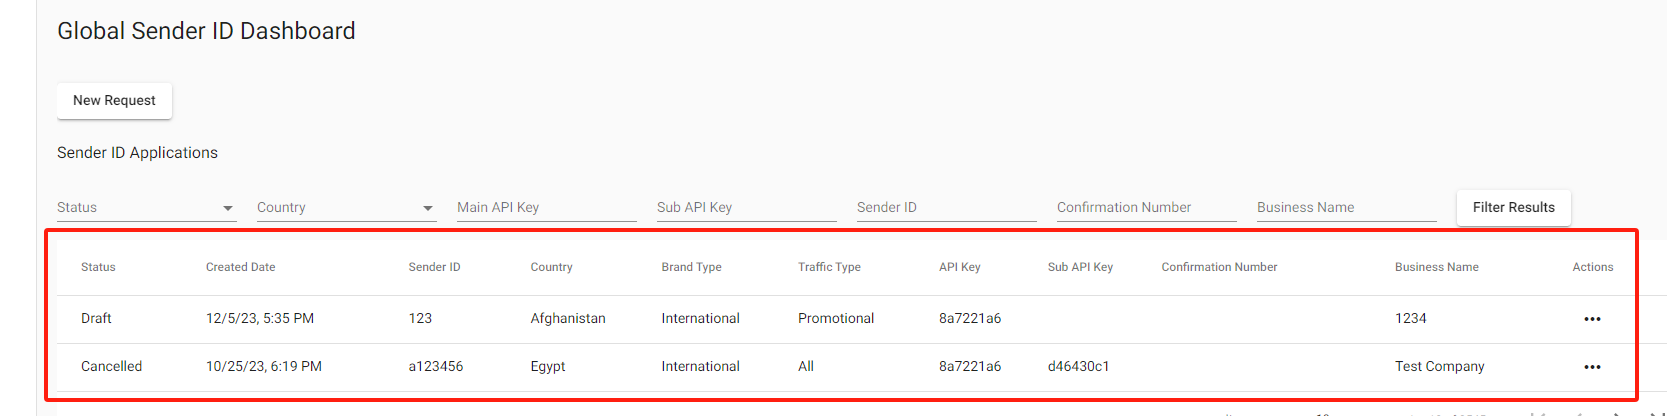 Global Sender ID Dashboard
New Request
Sender ID Applications
Status Country Main API Key Sub API Key Sender ID Confirmation Number Business Name Filter Results
Status Created Date Sender ID Country Brand Type Traffic Type API Key Sub API Key Confirmation Number Business Name Actions
Draft 12/5/23, 5:35 PM 123 Afghanistan International Promotional 8a7221a6 1234
Cancelled 10/25/23, 6:19 PM a123456 Egypt International All 8a7221a6 d46430c1 Test Company